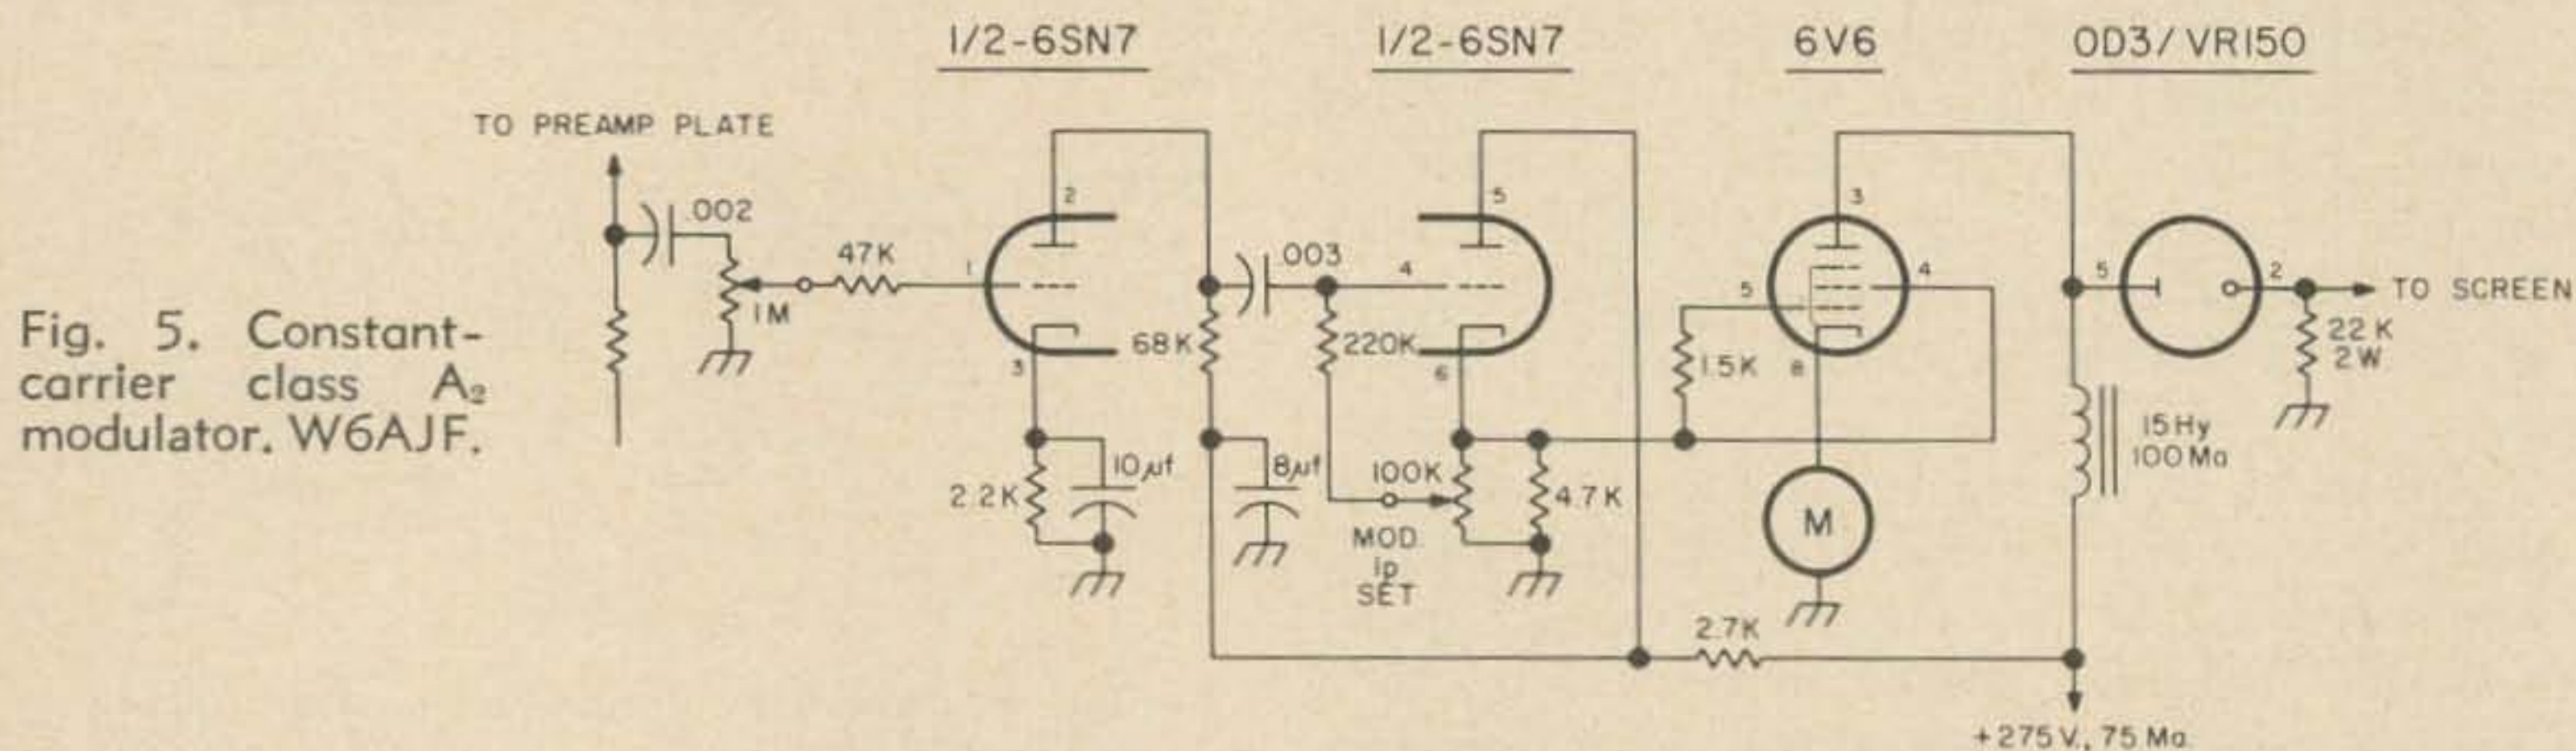 1/2-6SN7
1/2-6SN7
6V6
OD3/VR150
TO PREAMP PLATE
.002
1M
47K
1
2
3
68K
.003
220K
4
5
6
2.2K
10µf
8µf
100K
4.7K
MOD.
ip
SET
5
3
4
8
1.5K
M
2.7K
5
2
TO SCREEN
22K
2W
15Hy
100Ma
+275V., 75Ma.
Fig. 5. Constant-
carrier class A₂
modulator. W6AJF.